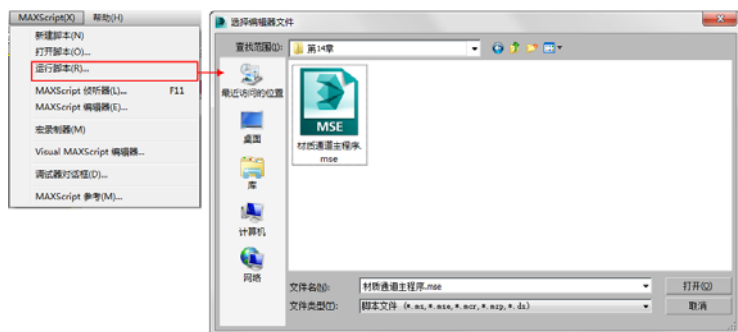 MAXScript(X) 帮助(H)
新建脚本(N)
打开脚本(O)...
运行脚本(R)...
MAXScript 侦听器(L)... F11
MAXScript 编辑器(E)...
宏录制器(M)
Visual MAXScript 编辑器...
调试器对话框(D)...
MAXScript 参考(M)...
选择编辑器文件
查找范围(I): 第14章
最近访问的位置
桌面
库
计算机
网络
MSE
材质通道主程序.
mse
文件名(N): 材质通道主程序.mse 打开(O)
文件类型(T): 脚本文件 (*.ms,*.mse,*.mcr,*.mzp,*.ds) 取消